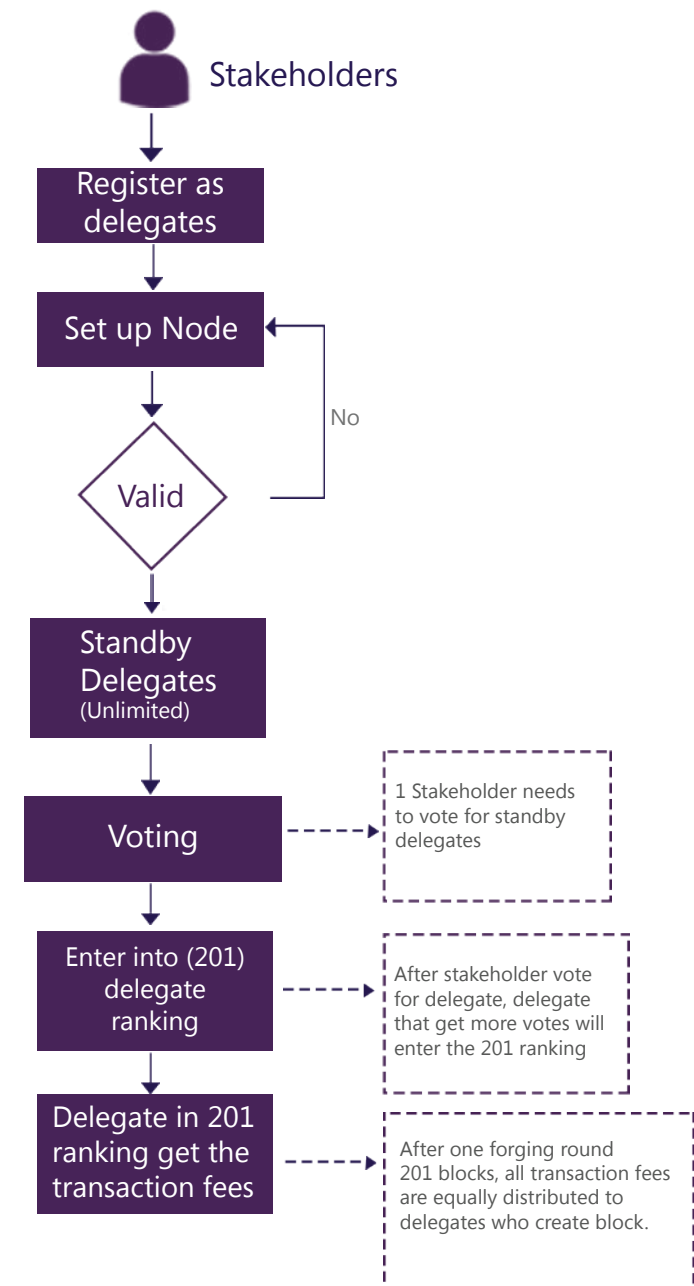 Stakeholders
Register as
delegates
Set up Node
No
Valid
Standby
Delegates
(Unlimited)
Voting
1 Stakeholder needs
to vote for standby
delegates
Enter into (201)
delegate
ranking
After stakeholder vote
for delegate, delegate
that get more votes will
enter the 201 ranking
Delegate in 201
ranking get the
transaction fees
After one forging round
201 blocks, all transaction fees
are equally distributed to
delegates who create block.